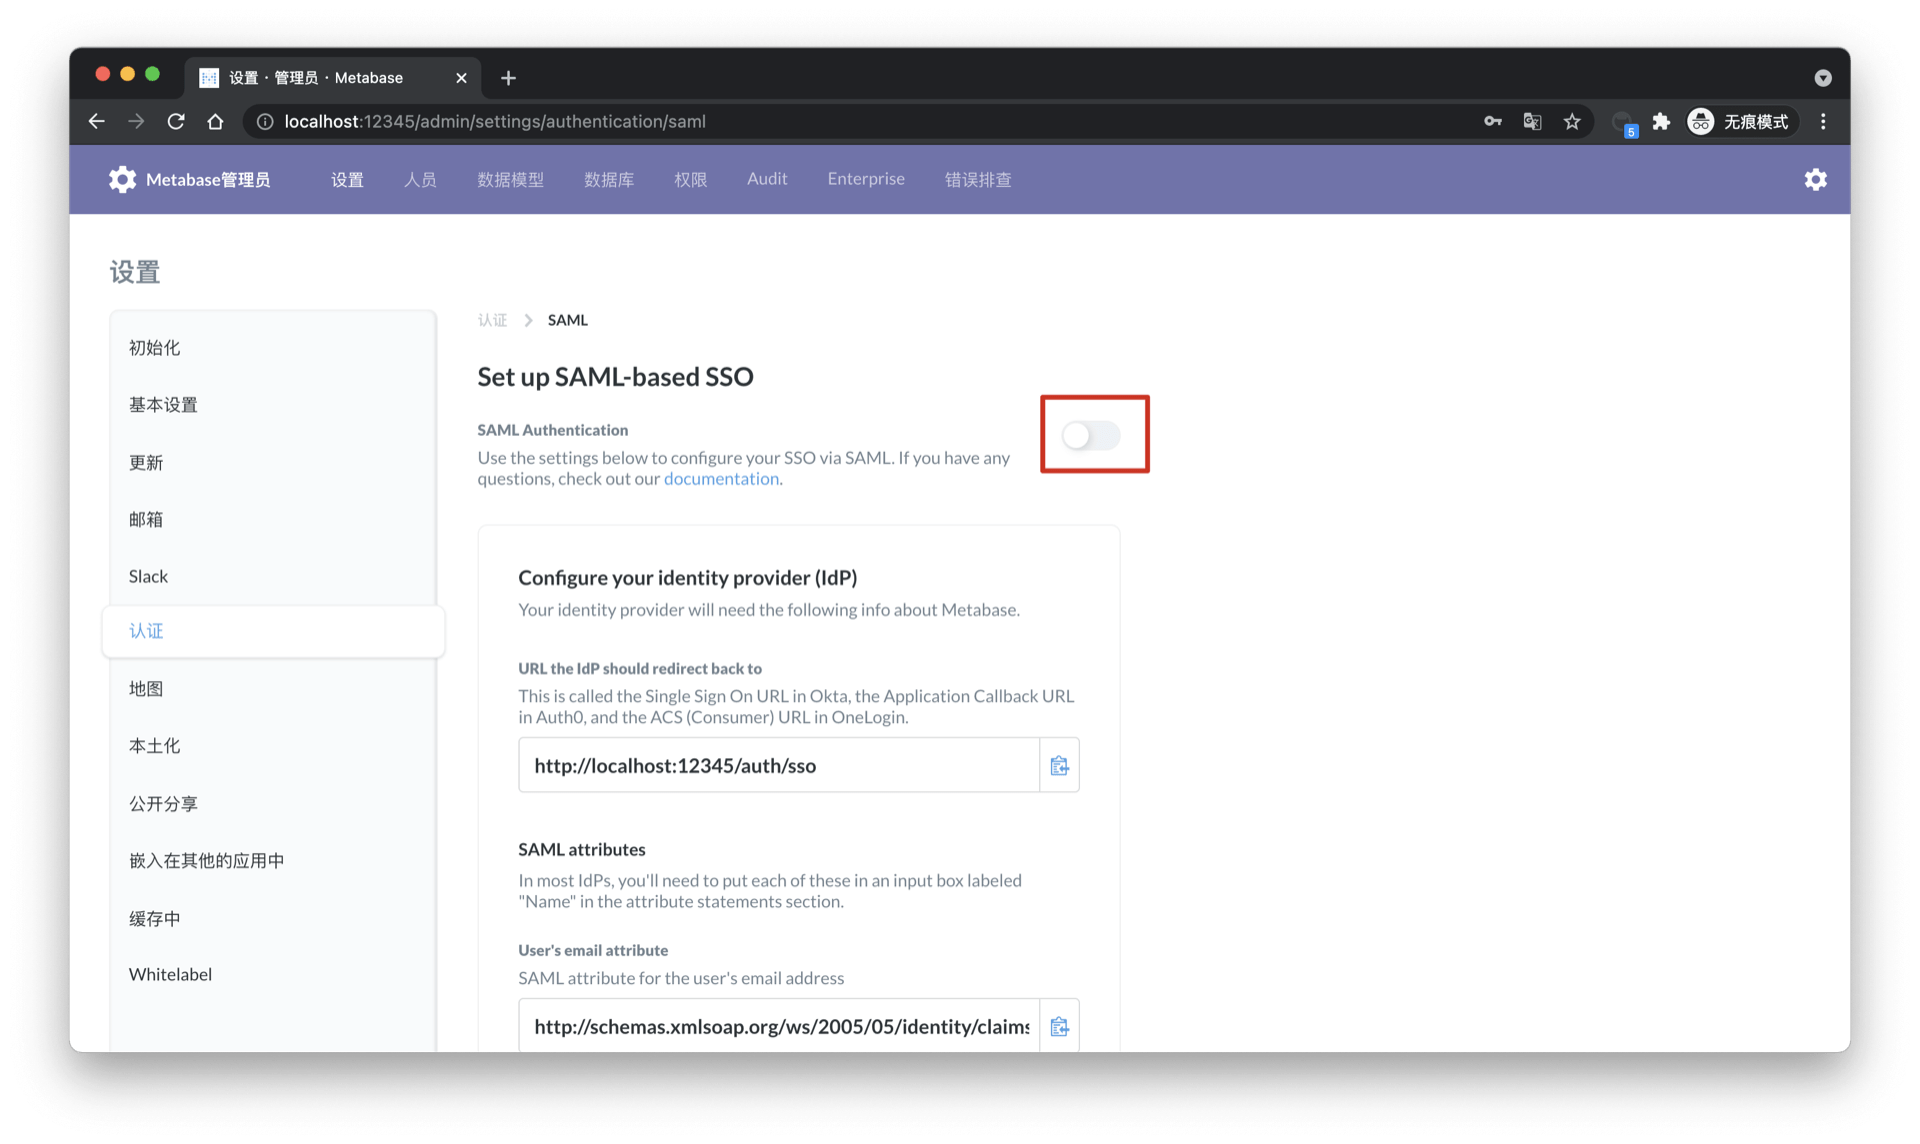 设置 · 管理员 · Metabase
localhost:12345/admin/settings/authentication/saml
5
无痕模式
Metabase管理员
设置
人员
数据模型
数据库
权限
Audit
Enterprise
错误排查
设置
初始化
基本设置
更新
邮箱
Slack
认证
地图
本土化
公开分享
嵌入在其他的应用中
缓存中
Whitelabel
认证
SAML
Set up SAML-based SSO
SAML Authentication
Use the settings below to configure your SSO via SAML. If you have any
questions, check out our documentation.
Configure your identity provider (IdP)
Your identity provider will need the following info about Metabase.
URL the IdP should redirect back to
This is called the Single Sign On URL in Okta, the Application Callback URL
in Auth0, and the ACS (Consumer) URL in OneLogin.
http://localhost:12345/auth/sso
SAML attributes
In most IdPs, you'll need to put each of these in an input box labeled
"Name" in the attribute statements section.
User's email attribute
SAML attribute for the user's email address
http://schemas.xmlsoap.org/ws/2005/05/identity/claims